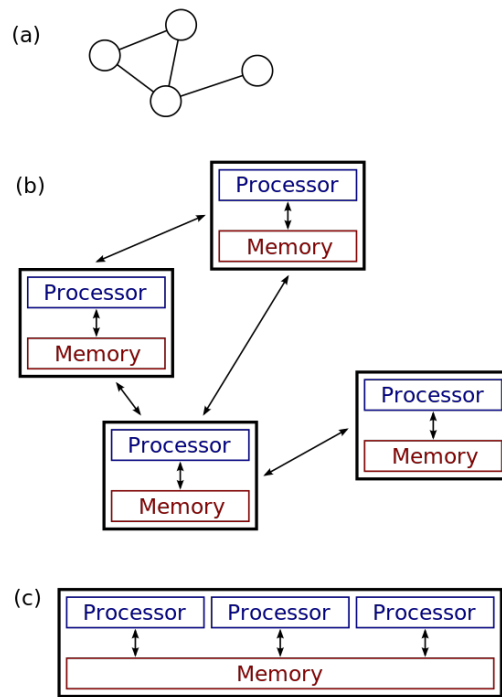 (a)
(b)
Processor
Memory
Processor
Memory
Processor
Memory
Processor
Memory
(c)
Processor Processor Processor
Memory